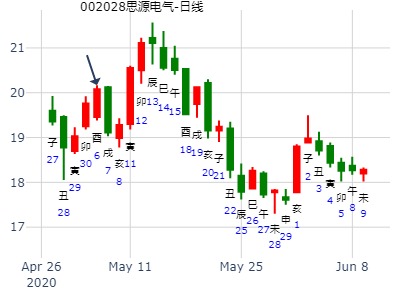 002028思源电气-日线
21
20
19
18
17
子
27
丑
28
寅
29
卯
30
酉
6
戌
7
亥
8
寅
11
卯
12
辰
13
巳
14
午
15
酉
18
戌
19
亥
20
子
21
丑
22
辰
25
巳
26
午
27
未
28
申
29
亥
1
子
2
丑
3
寅
4
卯
5
午
8
未
9
Apr 26
2020
May 11
May 25
Jun 8